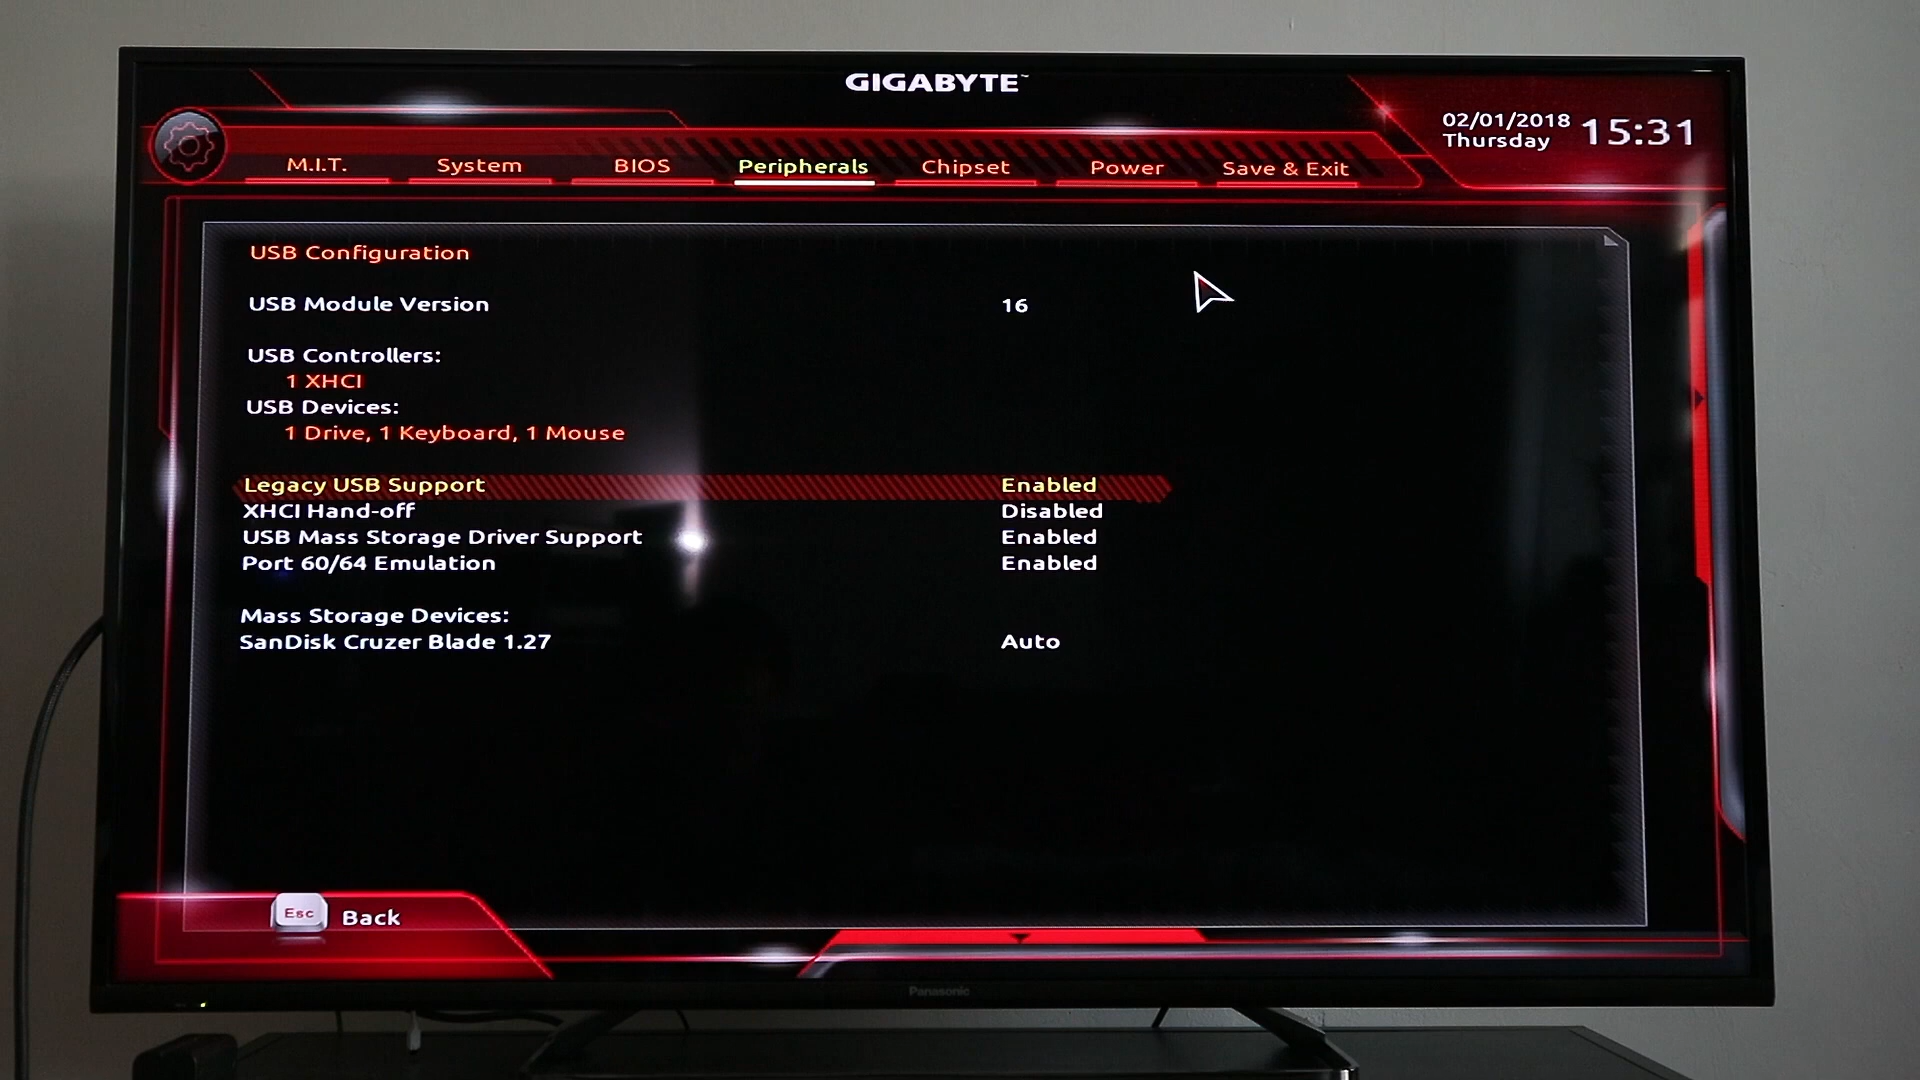 GIGABYTE™
02/01/2018
Thursday
15:31
M.I.T. System BIOS Peripherals Chipset Power Save & Exit
USB Configuration
USB Module Version 16
USB Controllers:
1 XHCI
USB Devices:
1 Drive, 1 Keyboard, 1 Mouse
Legacy USB Support Enabled
XHCI Hand-off Disabled
USB Mass Storage Driver Support Enabled
Port 60/64 Emulation Enabled
Mass Storage Devices:
SanDisk Cruzer Blade 1.27 Auto
Esc Back
Panasonic